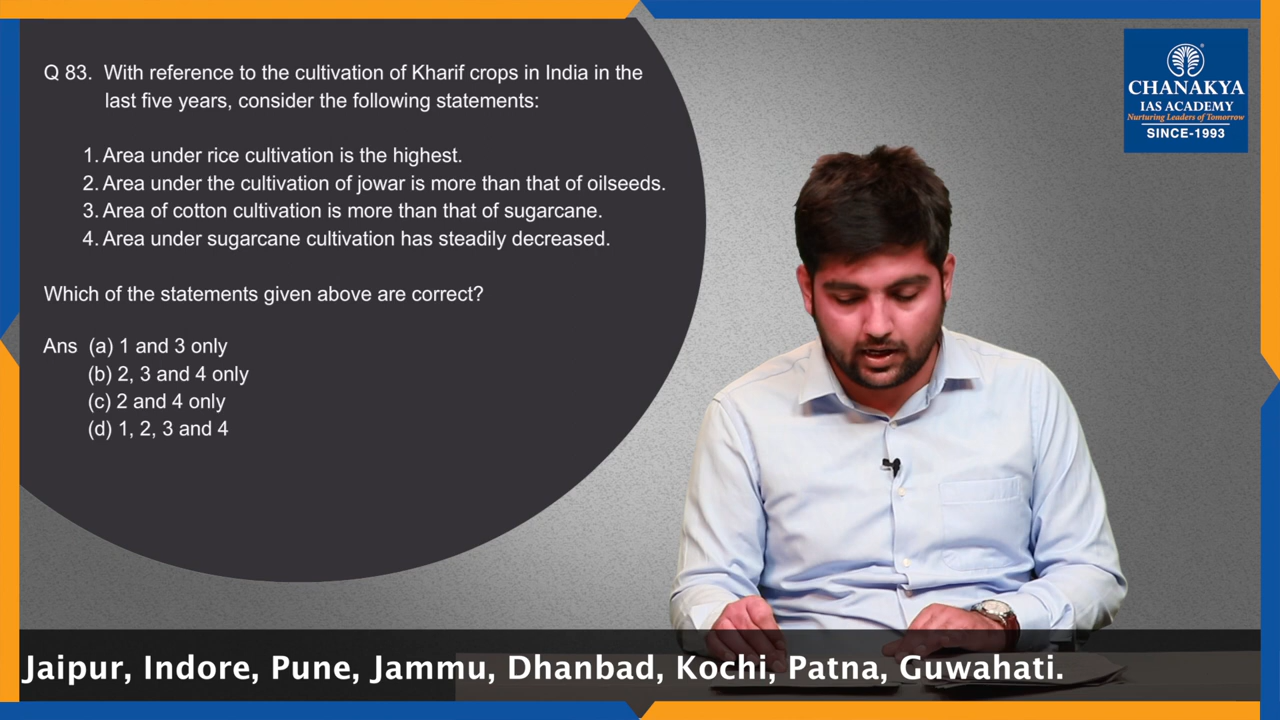 Q 83. With reference to the cultivation of Kharif crops in India in the
last five years, consider the following statements:
1. Area under rice cultivation is the highest.
2. Area under the cultivation of jowar is more than that of oilseeds.
3. Area of cotton cultivation is more than that of sugarcane.
4. Area under sugarcane cultivation has steadily decreased.
Which of the statements given above are correct?
Ans (a) 1 and 3 only
(b) 2, 3 and 4 only
(c) 2 and 4 only
(d) 1, 2, 3 and 4
CHANAKYA
IAS ACADEMY
Nurturing Leaders of Tomorrow
SINCE-1993
Jaipur, Indore, Pune, Jammu, Dhanbad, Kochi, Patna, Guwahati.